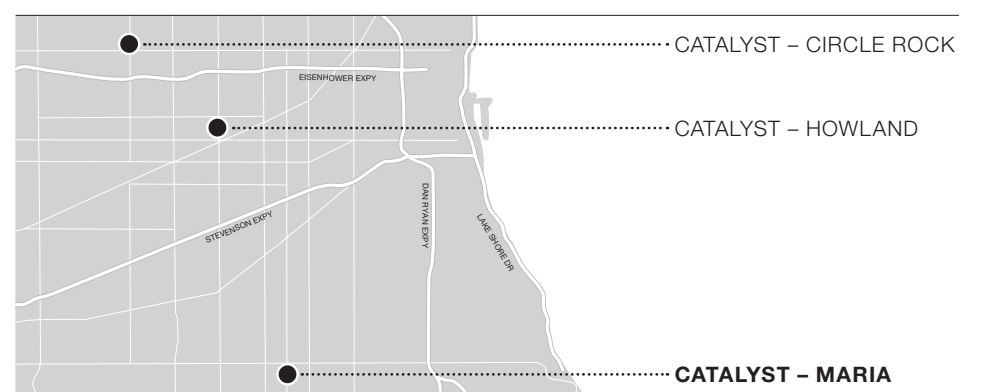 CATALYST – CIRCLE ROCK
EISENHOWER EXPY
CATALYST – HOWLAND
DAN RYAN EXPY
STEVENSON EXPY
LAKE SHORE DR
CATALYST – MARIA